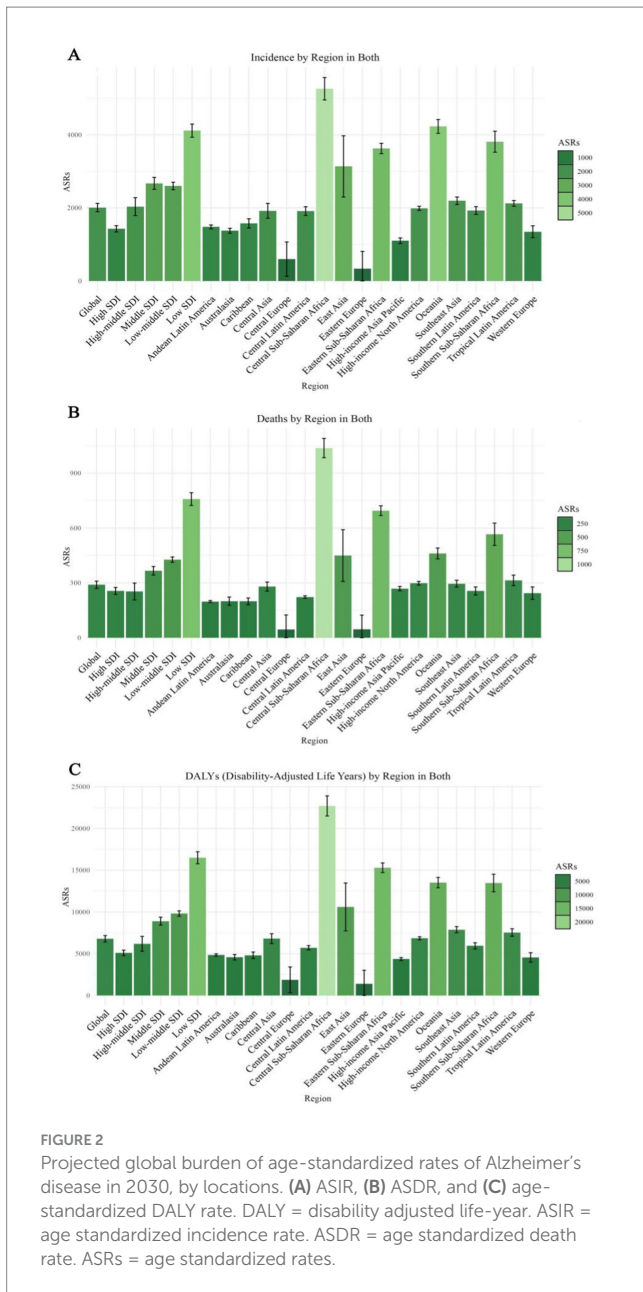 A
Incidence by Region in Both
4000
2000
0
ASRs
ASRs
1000
2000
3000
4000
5000
Global
High SDI
High-middle SDI
Middle SDI
Low-middle SDI
Low SDI
Andean Latin America
Australasia
Caribbean
Central Asia
Central Europe
Central Latin America
Central Sub-Saharan Africa
East Asia
Eastern Europe
Eastern Sub-Saharan Africa
High-income Asia Pacific
High-income North America
Oceania
Southeast Asia
Southern Latin America
Southern Sub-Saharan Africa
Tropical Latin America
Western Europe
Region
B
Deaths by Region in Both
900
600
300
0
ASRs
ASRs
250
500
750
1000
Global
High SDI
High-middle SDI
Middle SDI
Low-middle SDI
Low SDI
Andean Latin America
Australasia
Caribbean
Central Asia
Central Europe
Central Latin America
Central Sub-Saharan Africa
East Asia
Eastern Europe
Eastern Sub-Saharan Africa
High-income Asia Pacific
High-income North America
Oceania
Southeast Asia
Southern Latin America
Southern Sub-Saharan Africa
Tropical Latin America
Western Europe
Region
C
DALYs (Disability-Adjusted Life Years) by Region in Both
25000
20000
15000
10000
5000
0
ASRs
ASRs
5000
10000
15000
20000
Global
High SDI
High-middle SDI
Middle SDI
Low-middle SDI
Low SDI
Andean Latin America
Australasia
Caribbean
Central Asia
Central Europe
Central Latin America
Central Sub-Saharan Africa
East Asia
Eastern Europe
Eastern Sub-Saharan Africa
High-income Asia Pacific
High-income North America
Oceania
Southeast Asia
Southern Latin America
Southern Sub-Saharan Africa
Tropical Latin America
Western Europe
Region
FIGURE 2
Projected global burden of age-standardized rates of Alzheimer's
disease in 2030, by locations. (A) ASIR, (B) ASDR, and (C) age-
standardized DALY rate. DALY = disability adjusted life-year. ASIR =
age standardized incidence rate. ASDR = age standardized death
rate. ASRs = age standardized rates.